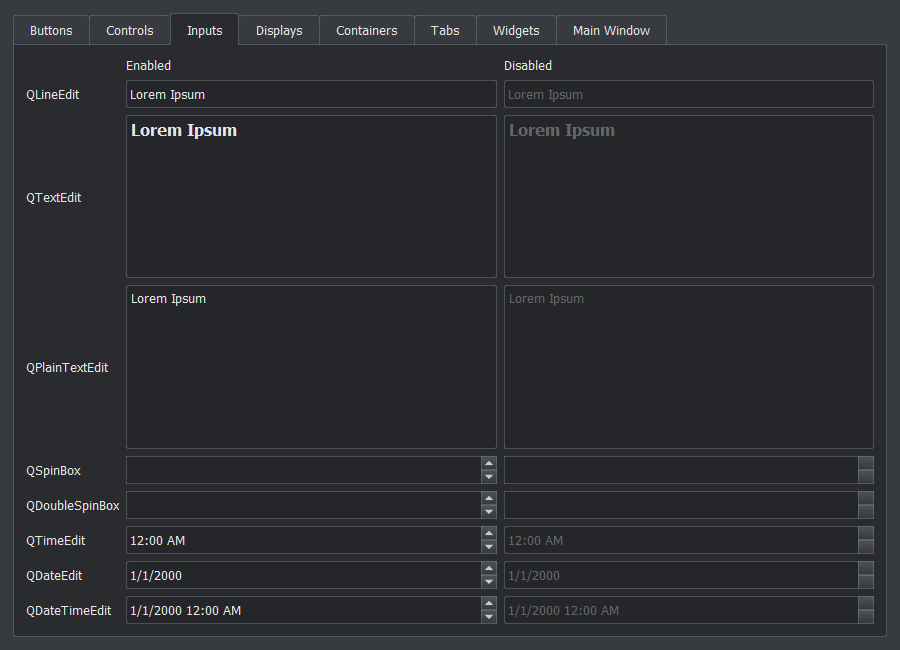 Buttons Controls Inputs Displays Containers Tabs Widgets Main Window
Enabled Disabled
QLineEdit Lorem Ipsum Lorem Ipsum
Lorem Ipsum Lorem Ipsum
QTextEdit
Lorem Ipsum Lorem Ipsum
QPlainTextEdit
QSpinBox
QDoubleSpinBox
QTimeEdit 12:00 AM 12:00 AM
QDateEdit 1/1/2000 1/1/2000
QDateTimeEdit 1/1/2000 12:00 AM 1/1/2000 12:00 AM